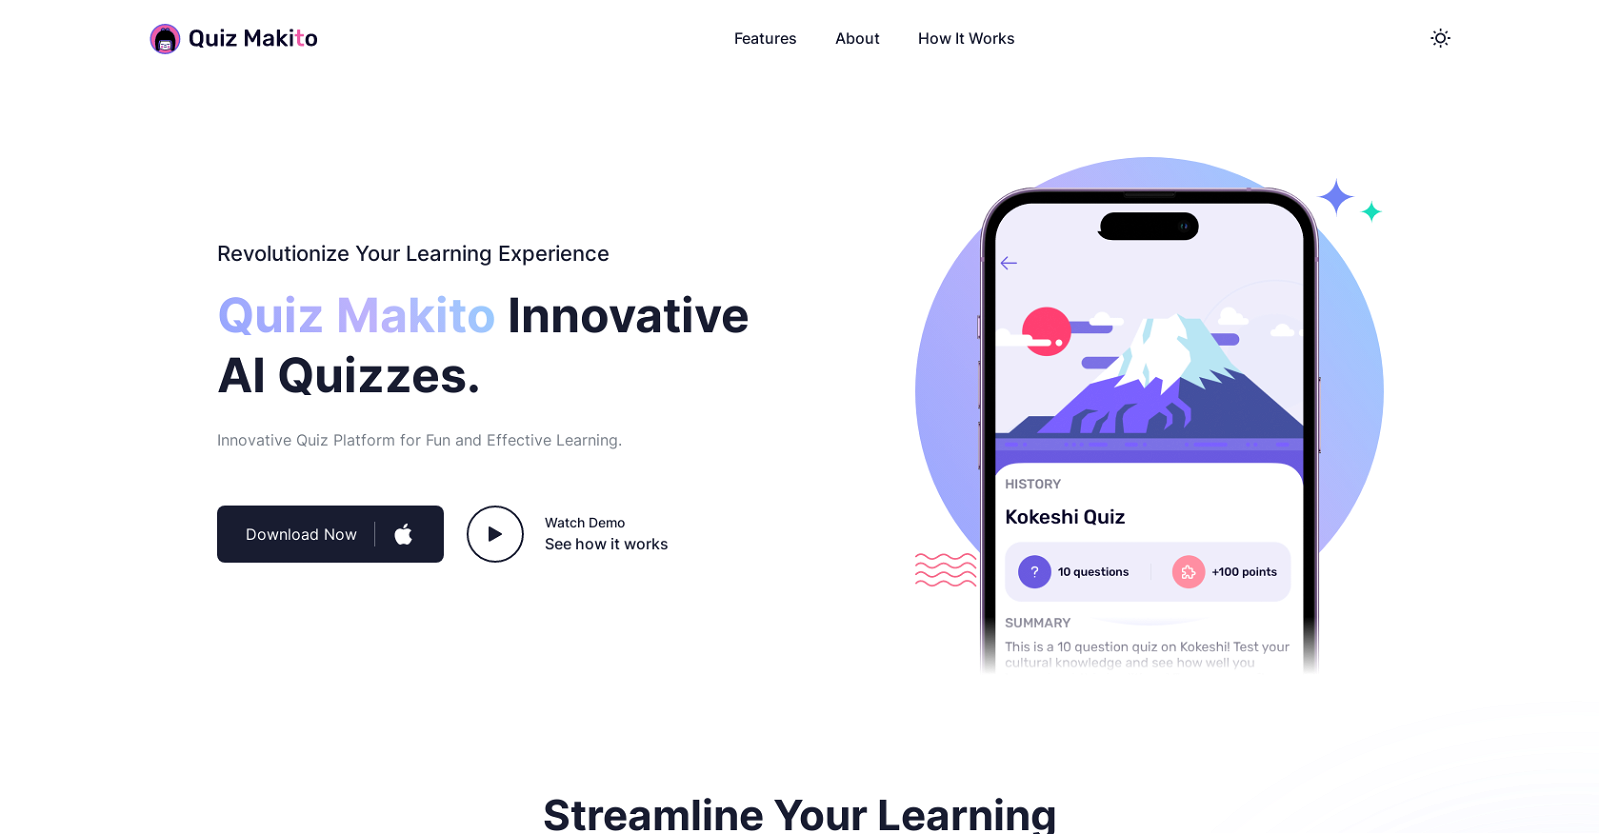 Quiz Makito
Features
About
How It Works
Revolutionize Your Learning Experience
Quiz Makito Innovative
AI Quizzes.
Innovative Quiz Platform for Fun and Effective Learning.
Download Now
Watch Demo
See how it works
HISTORY
Kokeshi Quiz
?
10 questions
+100 points
SUMMARY
This is a 10 question quiz on Kokeshi! Test your
cultural knowledge and see how well you
Streamline Your Learning